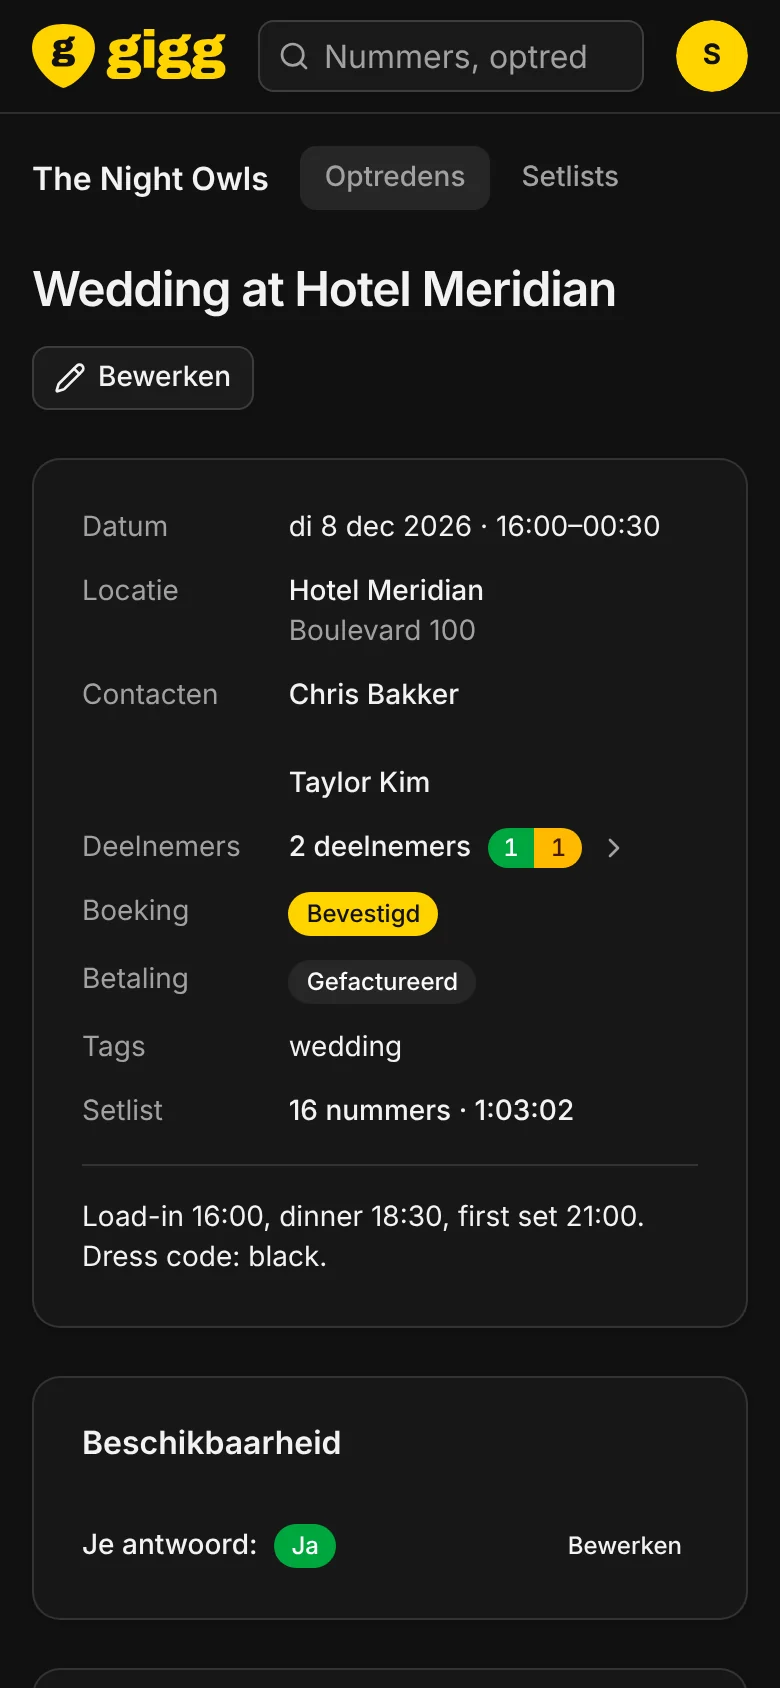 g gigg
Nummers, optred
S
The Night Owls
Optredens
Setlists
Wedding at Hotel Meridian
Bewerken
Datum
di 8 dec 2026 · 16:00–00:30
Locatie
Hotel Meridian
Boulevard 100
Contacten
Chris Bakker
Taylor Kim
Deelnemers
2 deelnemers 1 1
Boeking
Bevestigd
Betaling
Gefactureerd
Tags
wedding
Setlist
16 nummers · 1:03:02
Load-in 16:00, dinner 18:30, first set 21:00.
Dress code: black.
Beschikbaarheid
Je antwoord: Ja
Bewerken